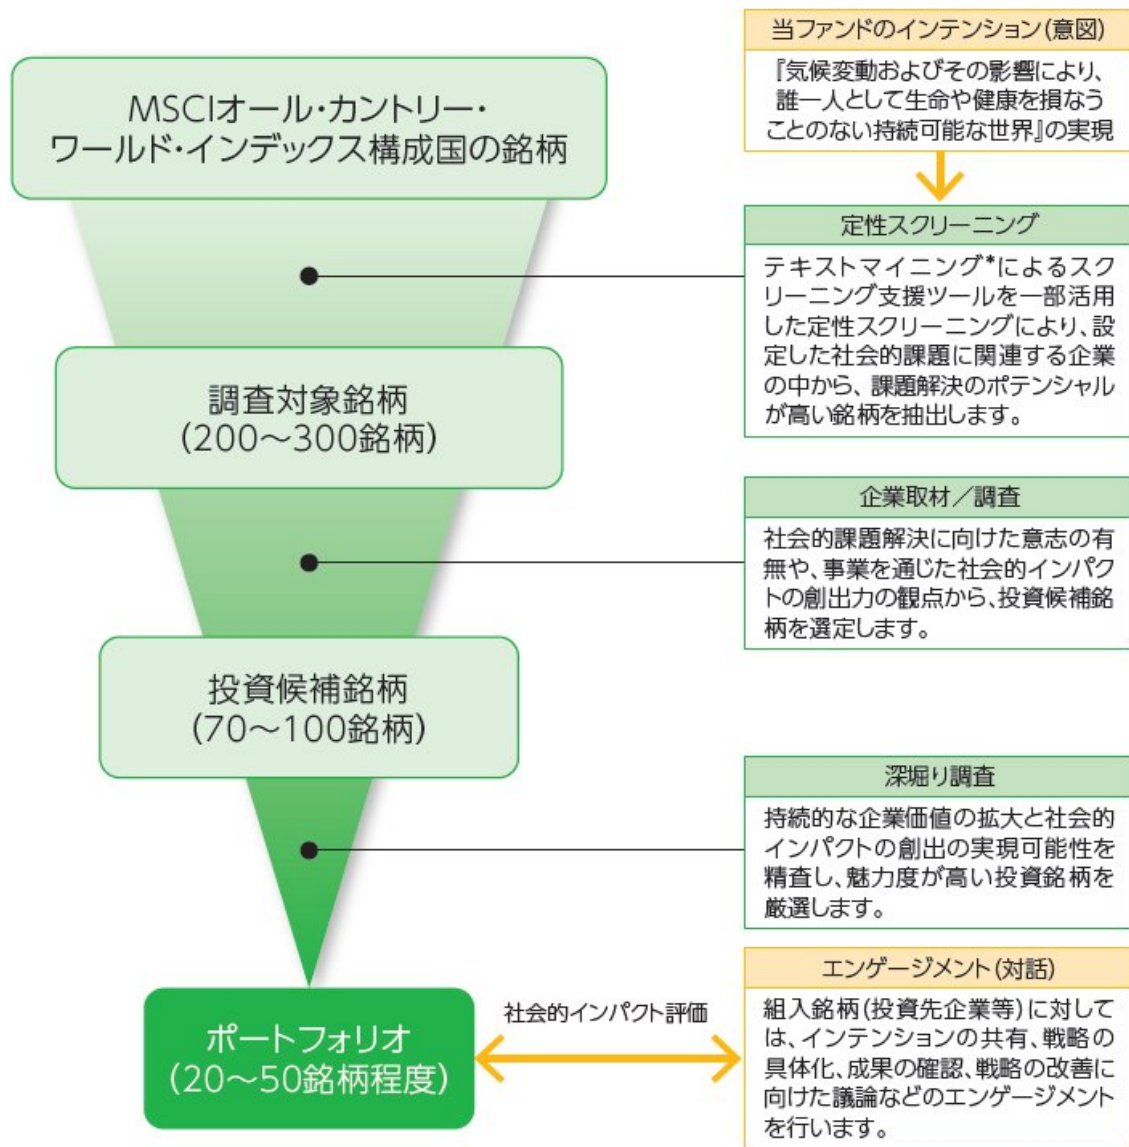 当ファンドのインテンション(意図)
『気候変動およびその影響により、
誰一人として生命や健康を損なう
ことのない持続可能な世界』の実現
MSCIオール・カントリー・
ワールド・インデックス構成国の銘柄
定性スクリーニング
テキストマイニング*によるスク
リーニング支援ツールを一部活用
した定性スクリーニングにより、設
定した社会的課題に関連する企業
の中から、課題解決のポテンシャル
が高い銘柄を抽出します。
調査対象銘柄
(200～300銘柄)
企業取材／調査
社会的課題解決に向けた意志の有
無や、事業を通じた社会的インパク
トの創出力の観点から、投資候補銘
柄を選定します。
投資候補銘柄
(70～100銘柄)
深堀り調査
持続的な企業価値の拡大と社会的
インパクトの創出の実現可能性を
精査し、魅力度が高い投資銘柄を
厳選します。
ポートフォリオ
(20～50銘柄程度)
社会的インパクト評価
エンゲージメント(対話)
組入銘柄(投資先企業等)に対して
は、インテンションの共有、戦略の
具体化、成果の確認、戦略の改善に
向けた議論などのエンゲージメント
を行います。